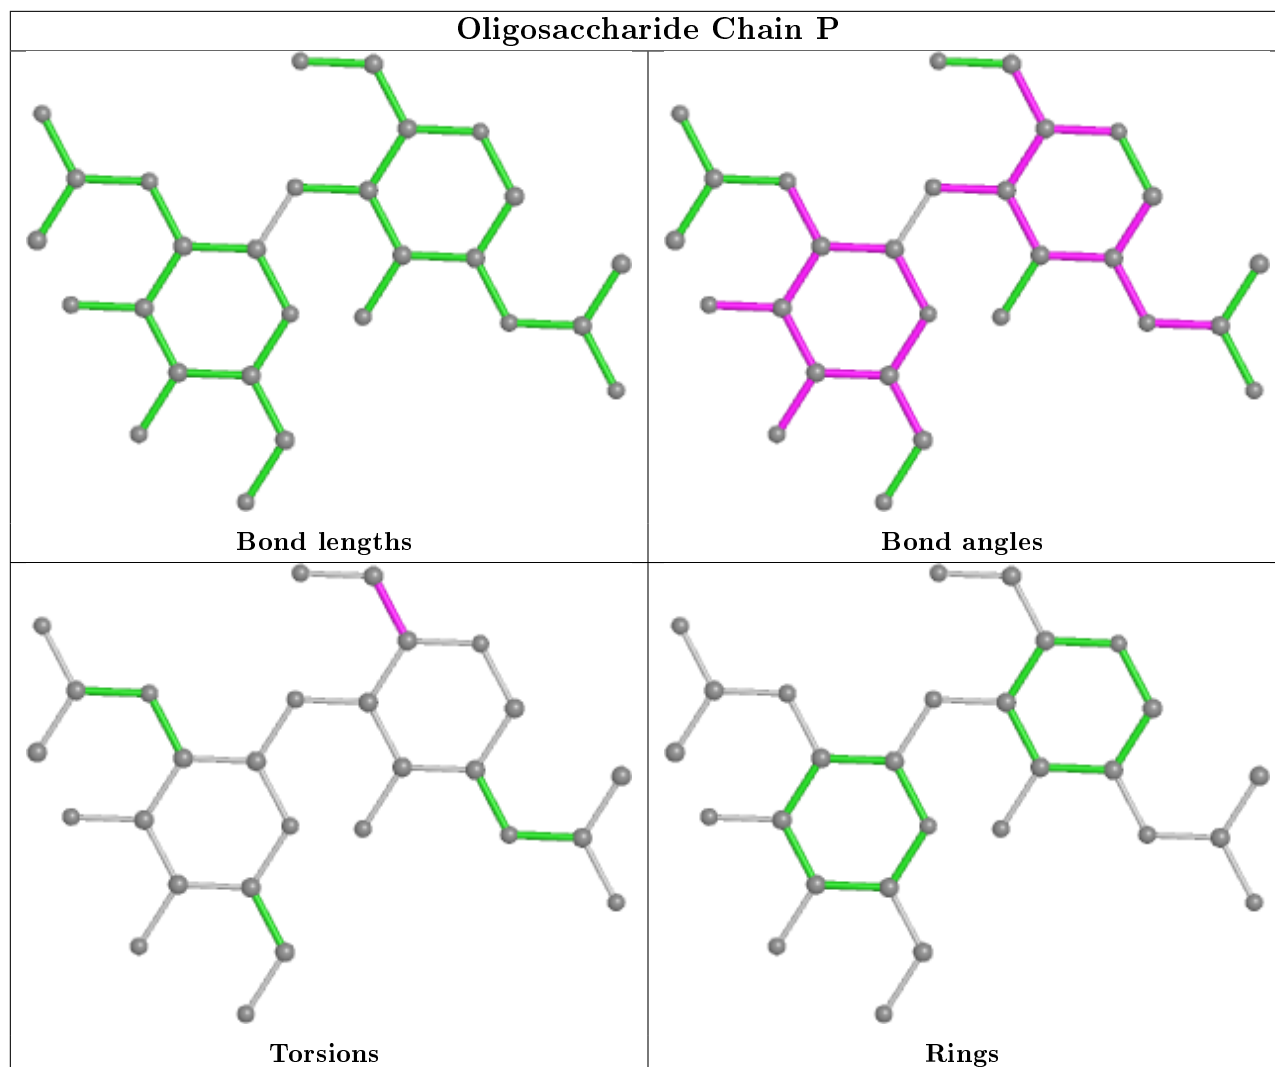 Oligosaccharide Chain P
Bond lengths
Bond angles
Torsions
Rings